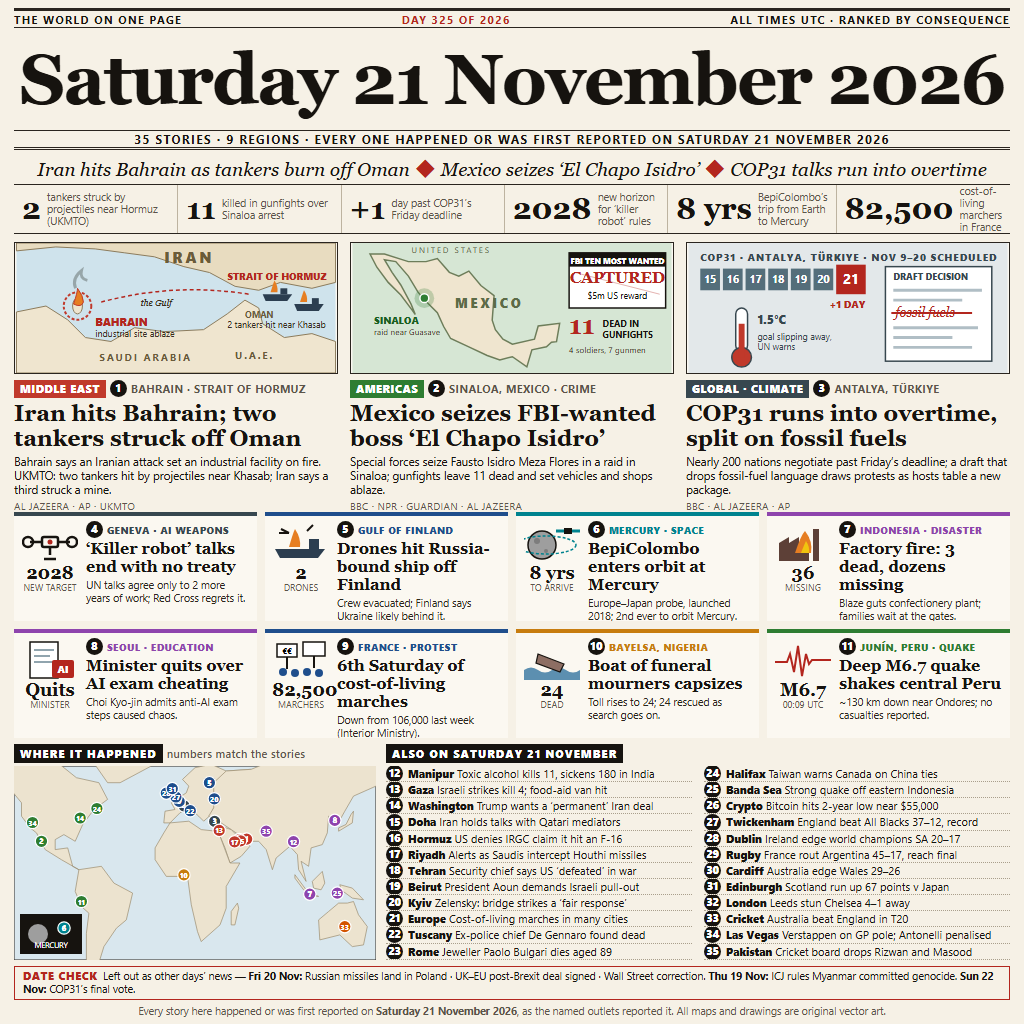 THE WORLD ON ONE PAGE
DAY 325 OF 2026
ALL TIMES UTC · RANKED BY CONSEQUENCE
Saturday 21 November 2026
35 STORIES · 9 REGIONS · EVERY ONE HAPPENED OR WAS FIRST REPORTED ON SATURDAY 21 NOVEMBER 2026
Iran hits Bahrain as tankers burn off Oman ◆ Mexico seizes ‘El Chapo Isidro’ ◆ COP31 talks run into overtime
2
tankers struck by
projectiles near Hormuz
(UKMTO)
11
killed in gunfights over
Sinaloa arrest
+1
day past COP31’s
Friday deadline
2028
new horizon
for ‘killer
robot’ rules
8 yrs
BepiColombo’s
trip from Earth
to Mercury
82,500
cost-of-
living
marchers
in France
IRAN
STRAIT OF HORMUZ
the Gulf
OMAN
BAHRAIN
industrial site ablaze
2 tankers hit near Khasab
SAUDI ARABIA
U.A.E.
UNITED STATES
MEXICO
SINALOA
raid near Guasave
FBI TEN MOST WANTED
CAPTURED
$5m US reward
11
DEAD IN
GUNFIGHTS
4 soldiers, 7 gunmen
COP31 · ANTALYA, TÜRKIYE · NOV 9–20 SCHEDULED
15 16 17 18 19 20 21
+1 DAY
1.5°C
goal slipping away,
UN warns
DRAFT DECISION
fossil fuels
MIDDLE EAST 1 BAHRAIN · STRAIT OF HORMUZ
Iran hits Bahrain; two
tankers struck off Oman
Bahrain says an Iranian attack set an industrial facility on fire.
UKMTO: two tankers hit by projectiles near Khasab; Iran says a
third struck a mine.
AL JAZEERA · AP · UKMTO
AMERICAS 2 SINALOA, MEXICO · CRIME
Mexico seizes FBI-wanted
boss ‘El Chapo Isidro’
Special forces seize Fausto Isidro Meza Flores in a raid in
Sinaloa; gunfights leave 11 dead and set vehicles and shops
ablaze.
BBC · NPR · GUARDIAN · AL JAZEERA
GLOBAL · CLIMATE 3 ANTALYA, TÜRKIYE
COP31 runs into overtime,
split on fossil fuels
Nearly 200 nations negotiate past Friday’s deadline; a draft that
drops fossil-fuel language draws protests as hosts table a new
package.
BBC · AL JAZEERA · AP
2028
NEW TARGET
4 GENEVA · AI WEAPONS
‘Killer robot’ talks
end with no treaty
UN talks agree only to 2 more
years of work; Red Cross regrets it.
2
DRONES
5 GULF OF FINLAND
Drones hit Russia-
bound ship off
Finland
Crew evacuated; Finland says
Ukraine likely behind it.
8 yrs
TO ARRIVE
6 MERCURY · SPACE
BepiColombo
enters orbit at
Mercury
Europe–Japan probe, launched
2018; 2nd ever to orbit Mercury.
36
MISSING
7 INDONESIA · DISASTER
Factory fire: 3
dead, dozens
missing
Blaze guts confectionery plant;
families wait at the gates.
AI
Quits
MINISTER
8 SEOUL · EDUCATION
Minister quits over
AI exam cheating
Choi Kyo-jin admits anti-AI exam
steps caused chaos.
€€
82,500
MARCHERS
9 FRANCE · PROTEST
6th Saturday of
cost-of-living
marches
Down from 106,000 last week
(Interior Ministry).
24
DEAD
10 BAYELSA, NIGERIA
Boat of funeral
mourners capsizes
Toll rises to 24; 24 rescued as
search goes on.
M6.7
00:09 UTC
11 JUNÍN, PERU · QUAKE
Deep M6.7 quake
shakes central Peru
~130 km down near Ondores; no
casualties reported.
WHERE IT HAPPENED numbers match the stories
5
31
27
20
22
3
13
17
35
8
12
24
14
34
2
10
11
7
25
33
6
MERCURY
ALSO ON SATURDAY 21 NOVEMBER
12 Manipur Toxic alcohol kills 11, sickens 180 in India
13 Gaza Israeli strikes kill 4; food-aid van hit
14 Washington Trump wants a ‘permanent’ Iran deal
15 Doha Iran holds talks with Qatari mediators
16 Hormuz US denies IRGC claim it hit an F-16
17 Riyadh Alerts as Saudis intercept Houthi missiles
18 Tehran Security chief says US ‘defeated’ in war
19 Beirut President Aoun demands Israeli pull-out
20 Kyiv Zelensky: bridge strikes a ‘fair response’
21 Europe Cost-of-living marches in many cities
22 Tuscany Ex-police chief De Gennaro found dead
23 Rome Jeweller Paolo Bulgari dies aged 89
24 Halifax Taiwan warns Canada on China ties
25 Banda Sea Strong quake off eastern Indonesia
26 Crypto Bitcoin hits 2-year low near $55,000
27 Twickenham England beat All Blacks 37–12, record
28 Dublin Ireland edge world champions SA 20–17
29 Rugby France rout Argentina 45–17, reach final
30 Cardiff Australia edge Wales 29–26
31 Edinburgh Scotland run up 67 points v Japan
32 London Leeds stun Chelsea 4–1 away
33 Cricket Australia beat England in T20
34 Las Vegas Verstappen on GP pole; Antonelli penalised
35 Pakistan Cricket board drops Rizwan and Masood
DATE CHECK Left out as other days’ news — Fri 20 Nov: Russian missiles land in Poland · UK–EU post-Brexit deal signed · Wall Street correction. Thu 19 Nov: ICJ rules Myanmar committed genocide. Sun 22
Nov: COP31’s final vote.
Every story here happened or was first reported on Saturday 21 November 2026, as the named outlets reported it. All maps and drawings are original vector art.